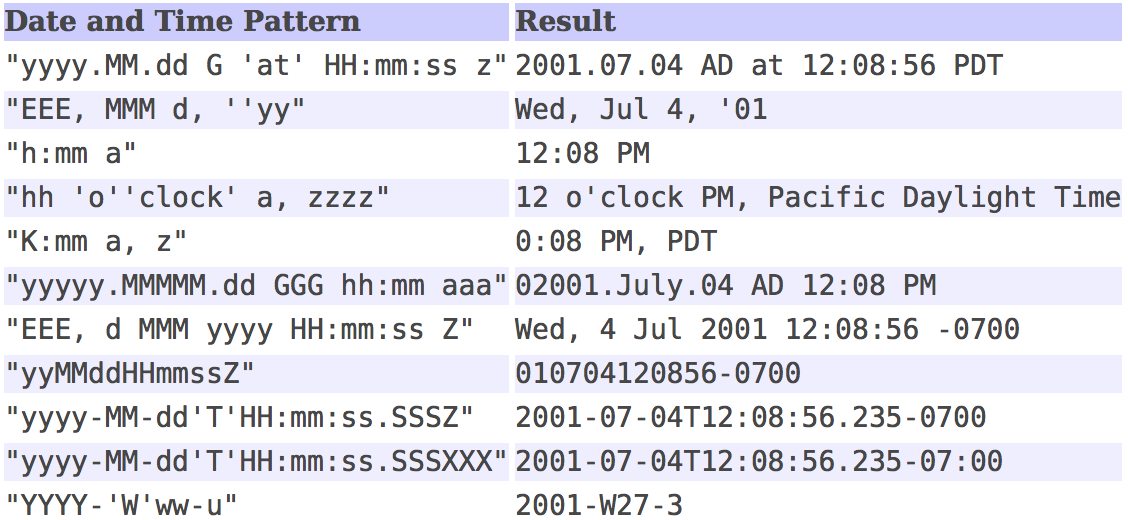 Date and Time Pattern Result
"yyyy.MM.dd G 'at' HH:mm:ss z" 2001.07.04 AD at 12:08:56 PDT
"EEE, MMM d, ''yy" Wed, Jul 4, '01
"h:mm a" 12:08 PM
"hh 'o''clock' a, zzzz" 12 o'clock PM, Pacific Daylight Time
"K:mm a, z" 0:08 PM, PDT
"yyyyy.MMMMM.dd GGG hh:mm aaa" 02001.July.04 AD 12:08 PM
"EEE, d MMM yyyy HH:mm:ss Z" Wed, 4 Jul 2001 12:08:56 -0700
"yyMMddHHmmssZ" 010704120856-0700
"yyyy-MM-dd'T'HH:mm:ss.SSSZ" 2001-07-04T12:08:56.235-0700
"yyyy-MM-dd'T'HH:mm:ss.SSSXXX" 2001-07-04T12:08:56.235-07:00
"YYYY-'W'ww-u" 2001-W27-3